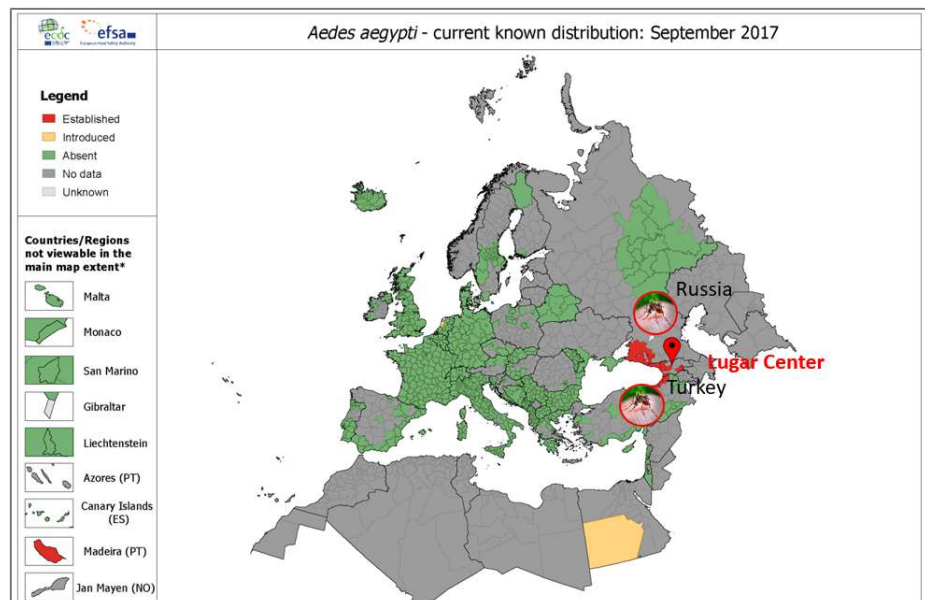 ecdc
efsa
European Food Safety Authority
Aedes aegypti - current known distribution: September 2017
Legend
Established
Introduced
Absent
No data
Unknown
Countries/Regions
not viewable in the
main map extent*
Malta
Monaco
San Marino
Gibraltar
Liechtenstein
Azores (PT)
Canary Islands
(ES)
Madeira (PT)
Jan Mayen (NO)
Russia
Lugar Center
Turkey